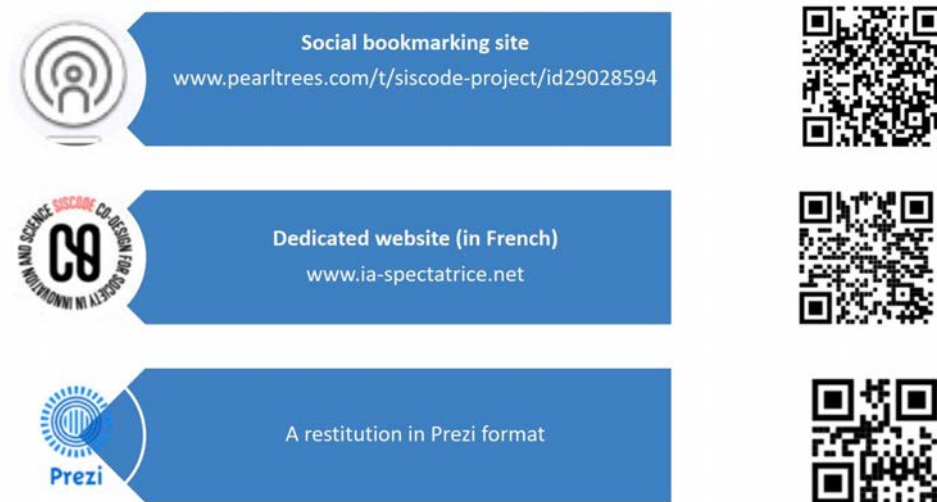 Social bookmarking site
www.pearltrees.com/t/siscode-project/id29028594
SISCODE CO-DESIGN FOR SOCIETY IN INNOVATION AND SCIENCE
Dedicated website (in French)
www.ia-spectatrice.net
Prezi
A restitution in Prezi format